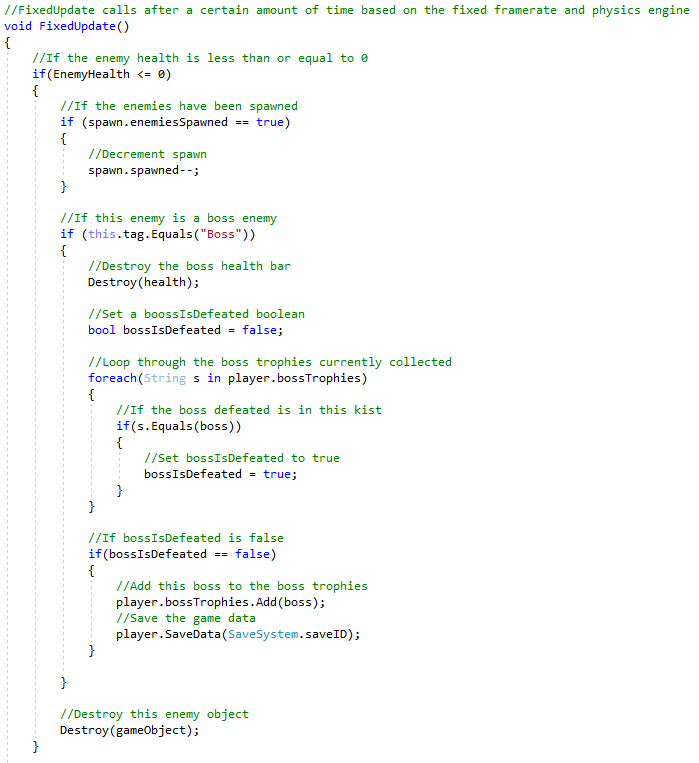 //FixedUpdate calls after a certain amount of time based on the fixed framerate and physics engine
void FixedUpdate()
{
//If the enemy health is less than or equal to 0
if(EnemyHealth <= 0)
{
//If the enemies have been spawned
if (spawn.enemiesSpawned == true)
{
//Decrement spawn
spawn.spawned--;
}
//If this enemy is a boss enemy
if (this.tag.Equals("Boss"))
{
//Destroy the boss health bar
Destroy(health);
//Set a boossIsDefeated boolean
bool bossIsDefeated = false;
//Loop through the boss trophies currently collected
foreach(String s in player.bossTrophies)
{
//If the boss defeated is in this kist
if(s.Equals(boss))
{
//Set bossIsDefeated to true
bossIsDefeated = true;
}
}
//If bossIsDefeated is false
if(bossIsDefeated == false)
{
//Add this boss to the boss trophies
player.bossTrophies.Add(boss);
//Save the game data
player.SaveData(SaveSystem.saveID);
}
}
//Destroy this enemy object
Destroy(gameObject);
}